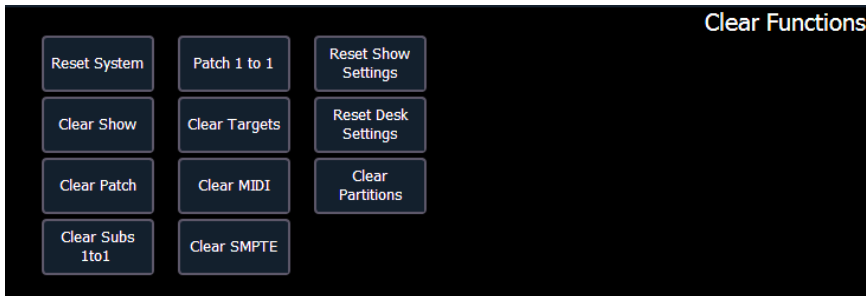 Clear Functions
Reset System
Patch 1 to 1
Reset Show
Settings
Clear Show
Clear Targets
Reset Desk
Settings
Clear Patch
Clear MIDI
Clear
Partitions
Clear Subs
1to1
Clear SMPTE